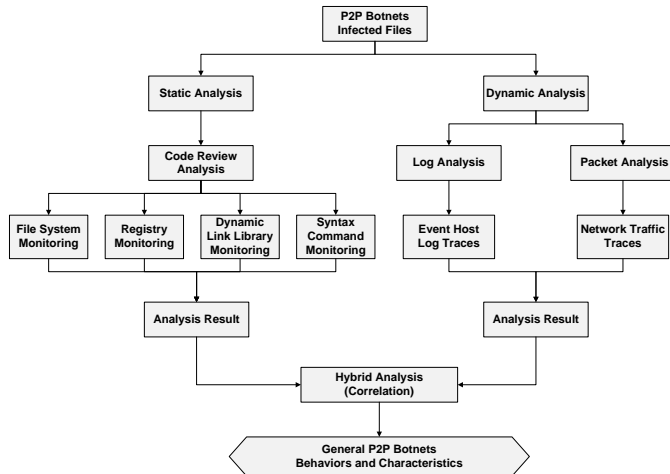 P2P Botnets
Infected Files
Static Analysis
Dynamic Analysis
Code Review
Analysis
Log Analysis
Packet Analysis
File System
Monitoring
Registry
Monitoring
Dynamic
Link Library
Monitoring
Syntax
Command
Monitoring
Event Host
Log Traces
Network Traffic
Traces
Analysis Result
Analysis Result
Hybrid Analysis
(Correlation)
General P2P Botnets
Behaviors and Characteristics